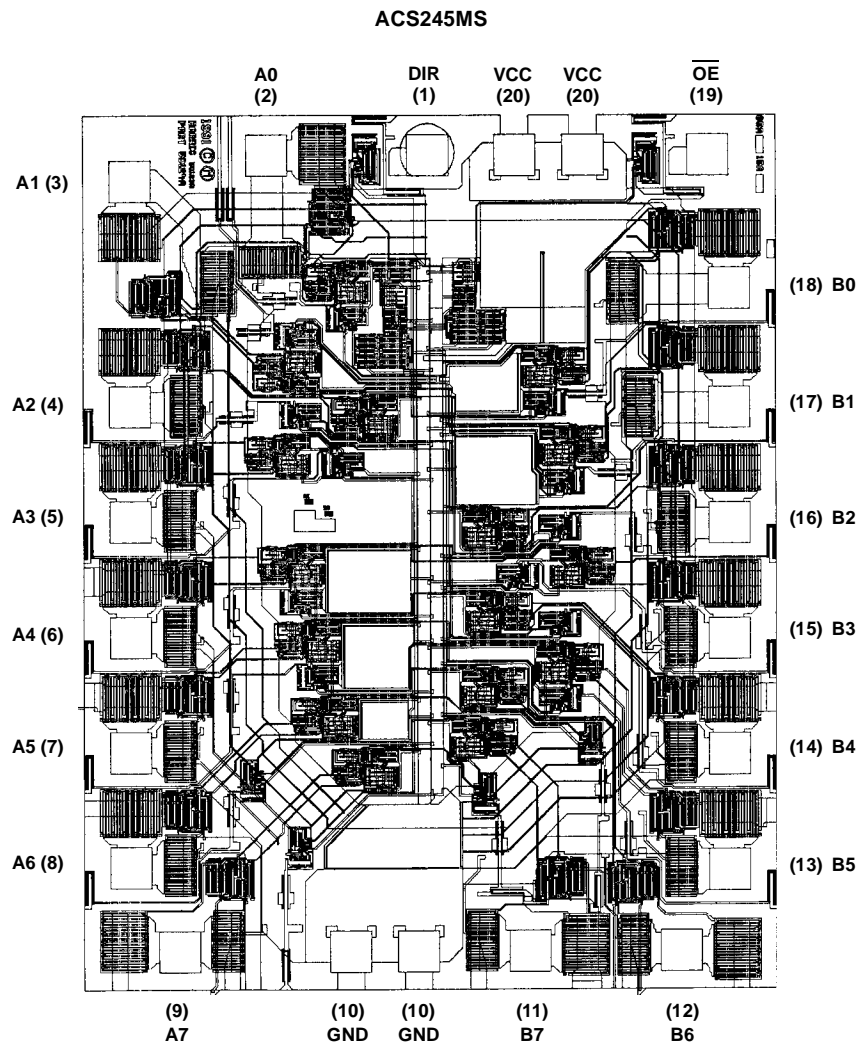 ACS245MS
A0
(2)
DIR
(1)
VCC
(20)
VCC
(20)
OE
(19)
A1 (3)
(18) B0
A2 (4)
(17) B1
A3 (5)
(16) B2
A4 (6)
(15) B3
A5 (7)
(14) B4
A6 (8)
(13) B5
(9)
A7
(10)
GND
(10)
GND
(11)
B7
(12)
B6